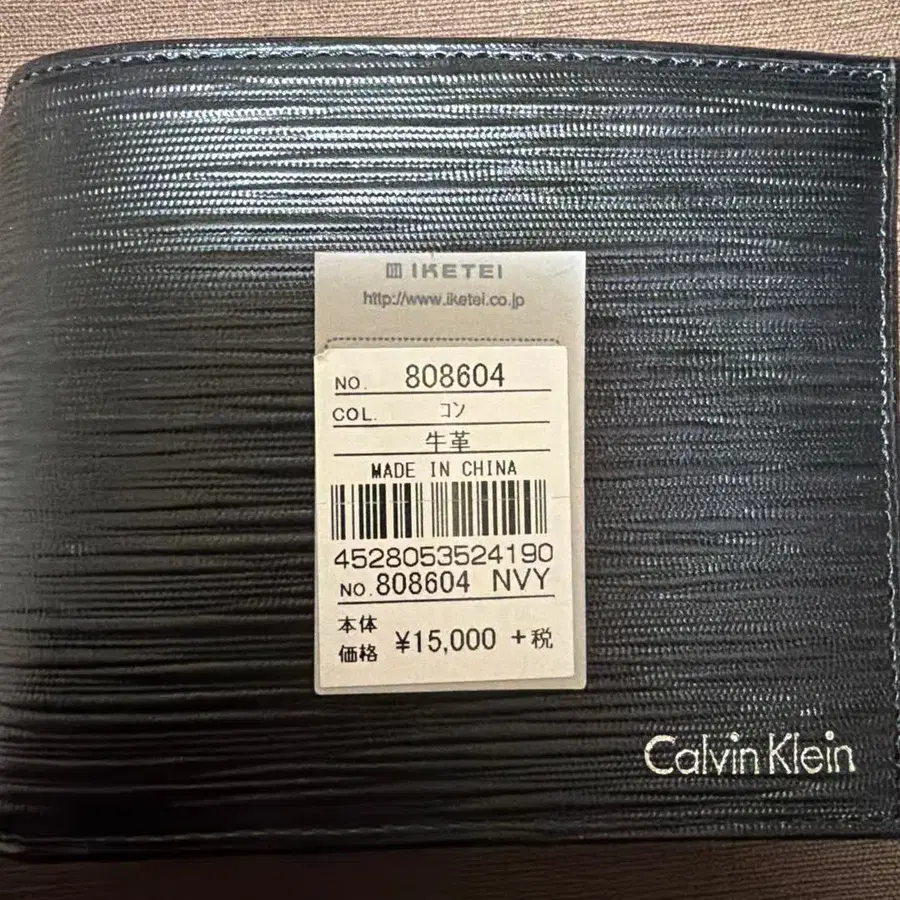 IKETEI
http://www.iketei.co.jp
NO. 808604
COL. コン
牛革
MADE IN CHINA
4528053524190
NO.808604 NVY
本体
価格 ¥15,000 +税
Calvin Klein